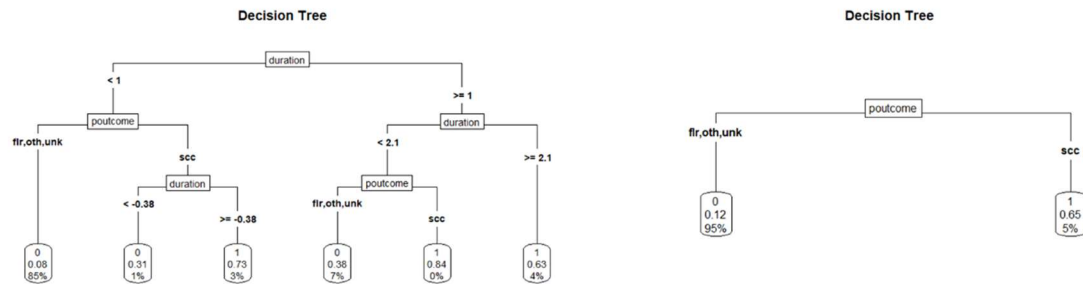 Decision Tree
duration
< 1
>= 1
poutcome
duration
flr,oth,unk
scc
< 2.1
>= 2.1
duration
poutcome
< -0.38
>= -0.38
flr,oth,unk
scc
0
0.08
85%
0
0.31
1%
1
0.73
3%
0
0.38
7%
1
0.84
0%
1
0.63
4%
Decision Tree
poutcome
flr,oth,unk
scc
0
0.12
95%
1
0.65
5%